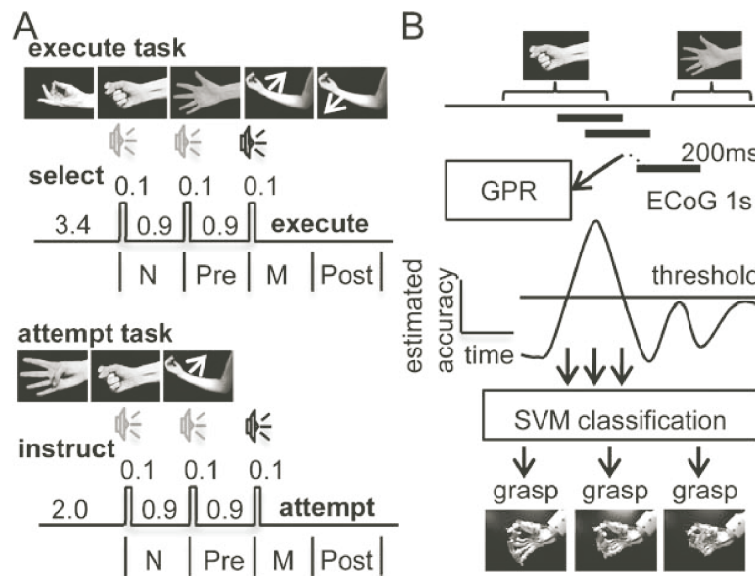 A
execute task
select
0.1 0.1 0.1
3.4 0.9 0.9 execute
N Pre M Post
attempt task
instruct
0.1 0.1 0.1
2.0 0.9 0.9 attempt
N Pre M Post
B
200ms
GPR
ECoG 1s
threshold
estimated
accuracy
time
SVM classification
grasp grasp grasp